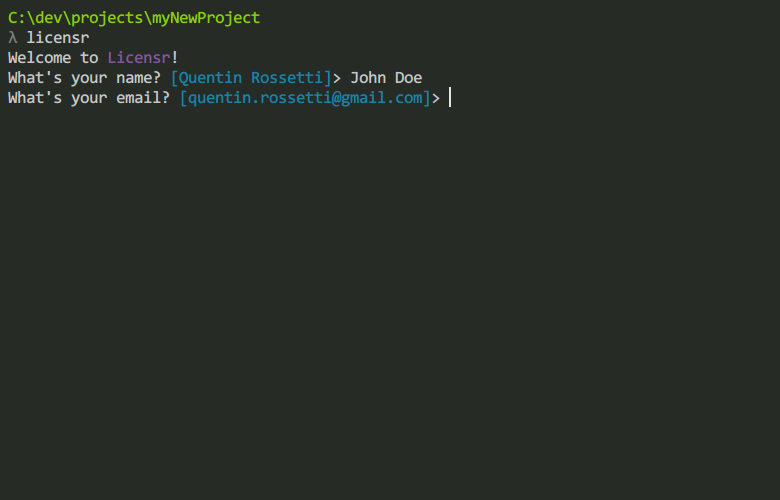 C:\dev\projects\myNewProject
λ licensr
Welcome to Licensr!
What's your name? [Quentin Rossetti]> John Doe
What's your email? [quentin.rossetti@gmail.com]>